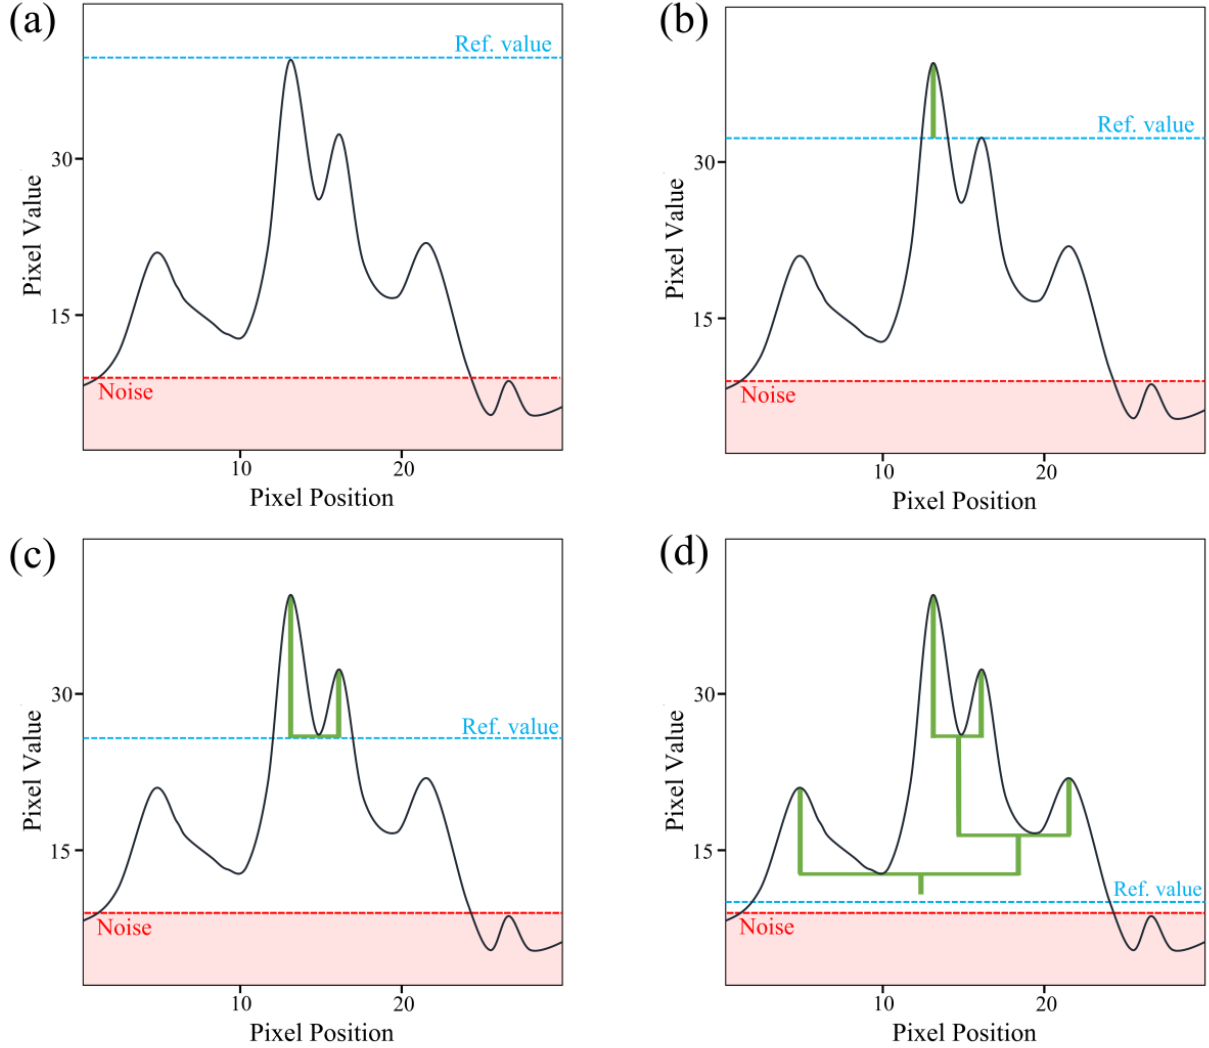 (a)
Ref. value
30
15
Pixel Value
Noise
10
20
Pixel Position
(b)
Ref. value
30
15
Pixel Value
Noise
10
20
Pixel Position
(c)
Ref. value
30
15
Pixel Value
Noise
10
20
Pixel Position
(d)
30
15
Pixel Value
Ref. value
Noise
10
20
Pixel Position